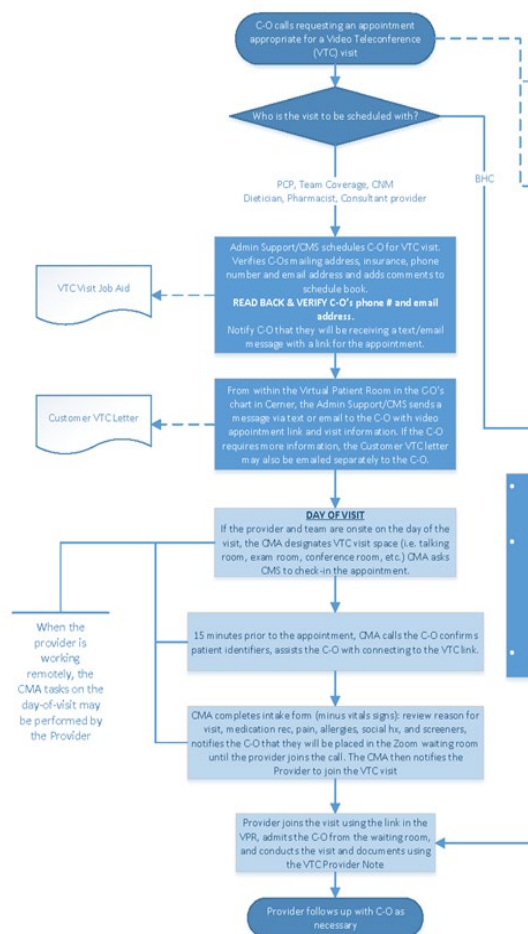 C-O calls requesting an appointment
appropriate for a Video Teleconference
(VTC) visit
Who is the visit to be scheduled with?
BHC
PCP, Team Coverage, CNM
Dietician, Pharmacist, Consultant provider
Admin Support/CMS schedules C-O for VTC visit.
Verifies C-Os mailing address, insurance, phone
number and email address and adds comments to
schedule book.
READ BACK & VERIFY C-O's phone # and email
address.
Notify C-O that they will be receiving a text/email
message with a link for the appointment.
VTC Visit Job Aid
From within the Virtual Patient Room in the C-O's
chart in Cerner, the Admin Support/CMS sends a
message via text or email to the C-O with video
appointment link and visit information. If the C-O
requires more information, the Customer VTC letter
may also be emailed separately to the C-O.
Customer VTC Letter
DAY OF VISIT
If the provider and team are onsite on the day of the
visit, the CMA designates VTC visit space (i.e. talking
room, exam room, conference room, etc.) CMA asks
CMS to check-in the appointment.
When the
provider is
working
remotely, the
CMA tasks on the
day-of-visit may
be performed by
the Provider
15 minutes prior to the appointment, CMA calls the C-O confirms
patient identifiers, assists the C-O with connecting to the VTC link.
CMA completes intake form (minus vitals signs): review reason for
visit, medication rec, pain, allergies, social hx, and screeners,
notifies the C-O that they will be placed in the Zoom waiting room
until the provider joins the call. The CMA then notifies the
Provider to join the VTC visit
Provider joins the visit using the link in the
VPR, admits the C-O from the waiting room,
and conducts the visit and documents using
the VTC Provider Note
Provider follows up with C-O as
necessary